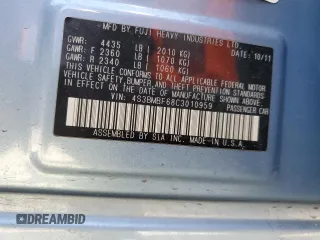 MFD. BY FUJI HEAVY INDUSTRIES LTD.
DATE 10/11
GVWR: 4435 LB (2010 KG)
GAWR: F 2360 LB (1070 KG)
GAWR: R 2340 LB (1060 KG)
THIS VEHICLE CONFORMS TO ALL APPLICABLE FEDERAL MOTOR
VEHICLE SAFETY, BUMPER, AND THEFT PREVENTION STANDARDS
IN EFFECT ON THE DATE OF MANUFACTURE SHOWN ABOVE.
VIN: 4S3BMBF68C3010959
PASSENGER CAR
ASSEMBLED BY SIA INC. MADE IN U.S.A.
DREAMBID